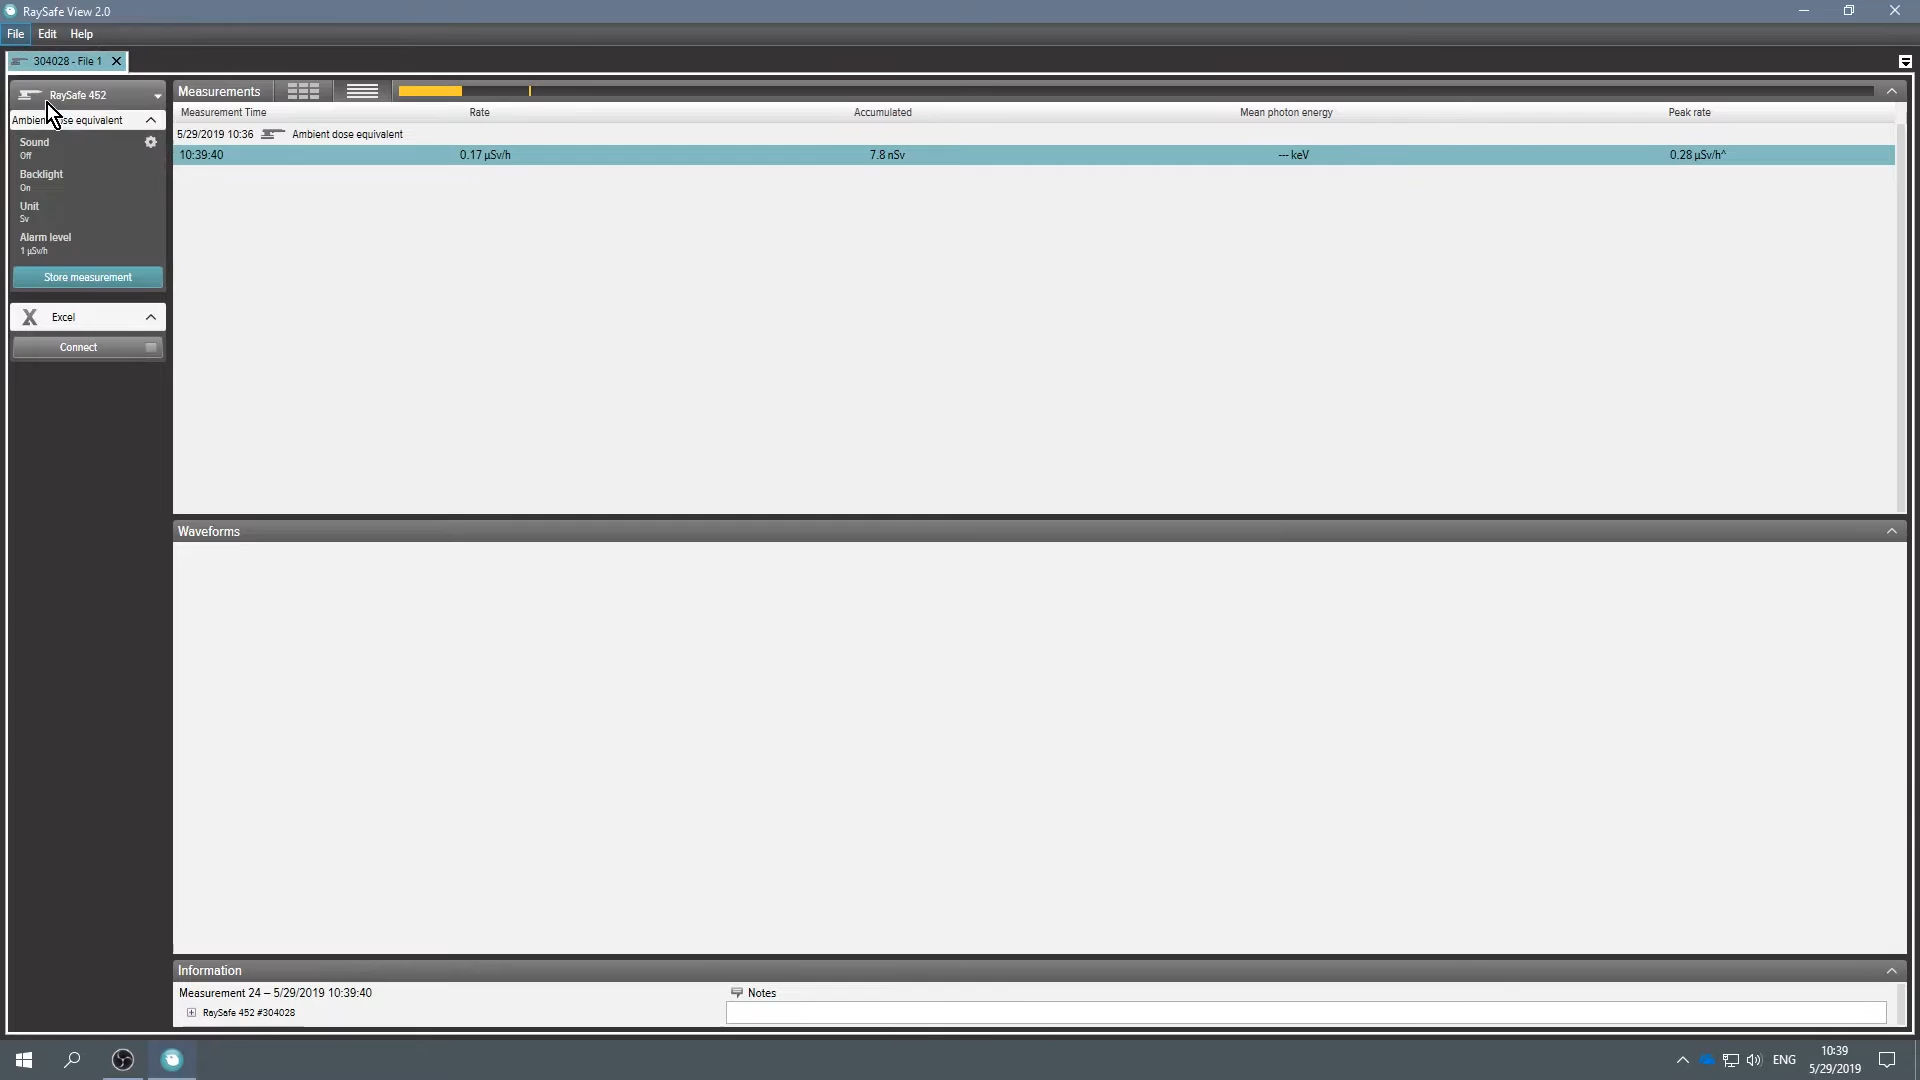 RaySafe View 2.0
File Edit Help
304028 - File 1
RaySafe 452
Ambient dose equivalent
Sound
Off
Backlight
On
Unit
Sv
Alarm level
1 µSv/h
Store measurement
Excel
Connect
Measurements
Measurement Time Rate Accumulated Mean photon energy Peak rate
5/29/2019 10:36 Ambient dose equivalent
10:39:40 0.17 µSv/h 7.8 nSv --- keV 0.28 µSv/h^
Waveforms
Information
Measurement 24 – 5/29/2019 10:39:40
RaySafe 452 #304028
Notes
ENG
10:39
5/29/2019